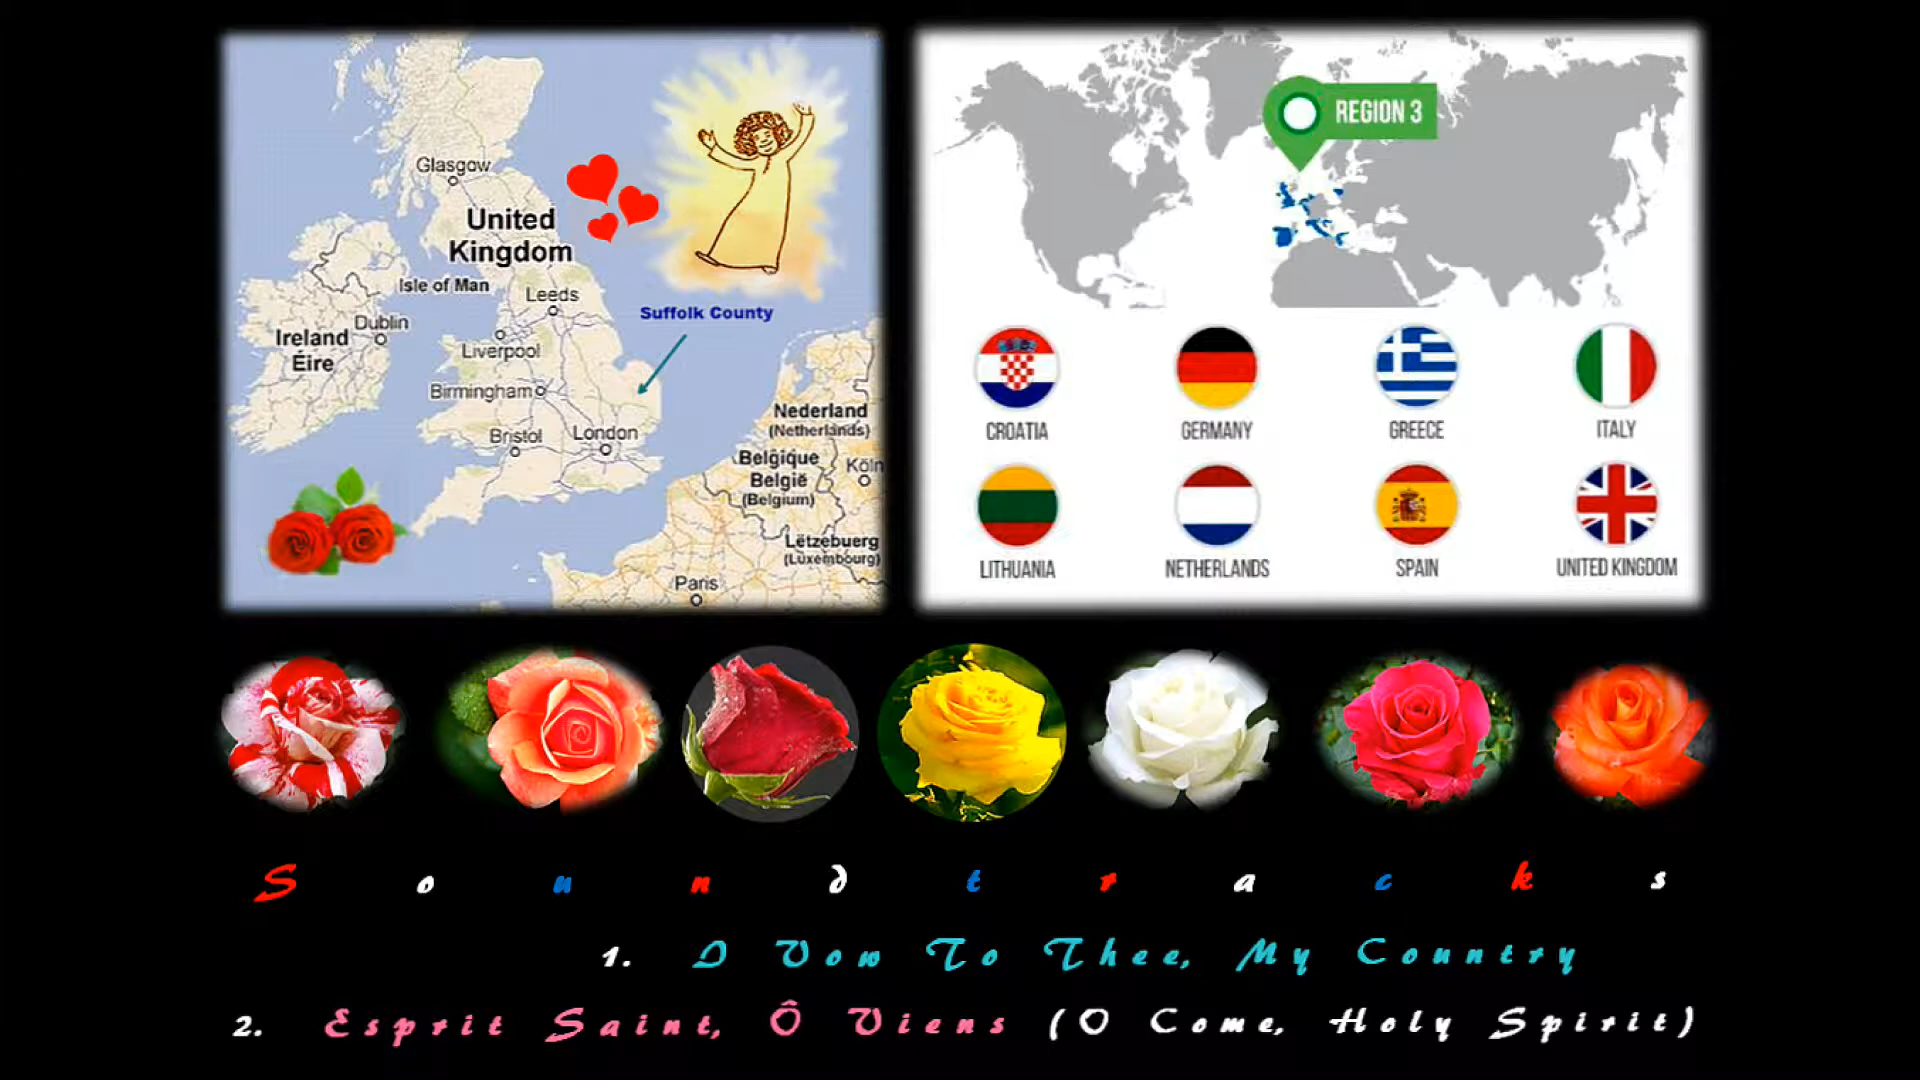 Glasgow
United
Kingdom
Isle of Man
Leeds
Suffolk County
Dublin
Ireland
Éire
Liverpool
Birmingham
Nederland
(Netherlands)
Bristol
London
Belgique
België
(Belgium)
Köln
Lëtzebuerg
(Luxembourg)
Paris
REGION 3
CROATIA
GERMANY
GREECE
ITALY
LITHUANIA
NETHERLANDS
SPAIN
UNITED KINGDOM
Soundtracks
1. I Vow To Thee, My Country
2. Esprit Saint, Ô Viens (O Come, Holy Spirit)